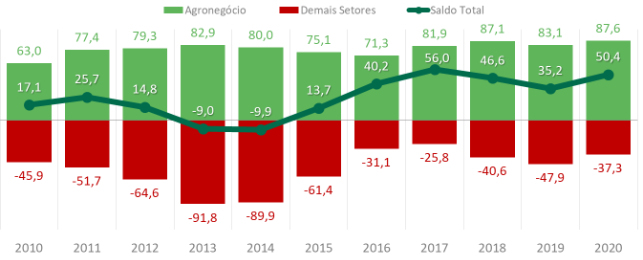 Agronegócio Demais Setores Saldo Total
63,0 77,4 79,3 82,9 80,0 75,1 71,3 81,9 87,1 83,1 87,6
17,1 25,7 14,8 -9,0 -9,9 13,7 40,2 56,0 46,6 35,2 50,4
-45,9 -51,7 -64,6 -91,8 -89,9 -61,4 -31,1 -25,8 -40,6 -47,9 -37,3
2010 2011 2012 2013 2014 2015 2016 2017 2018 2019 2020